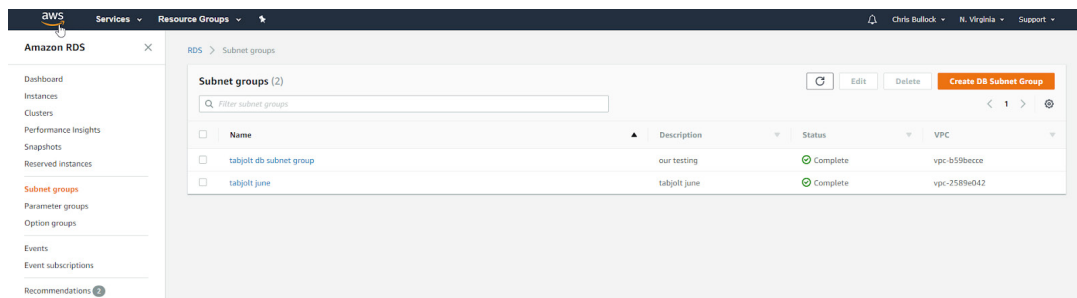 aws Services Resource Groups Chris Bullock N. Virginia Support
Amazon RDS
Dashboard
Instances
Clusters
Performance Insights
Snapshots
Reserved instances
Subnet groups
Parameter groups
Option groups
Events
Event subscriptions
Recommendations 2
RDS > Subnet groups
Subnet groups (2) Edit Delete Create DB Subnet Group
Filter subnet groups < 1 >
Name Description Status VPC
tabjolt db subnet group our testing Complete vpc-b59becce
tabjolt june tabjolt june Complete vpc-2589e042